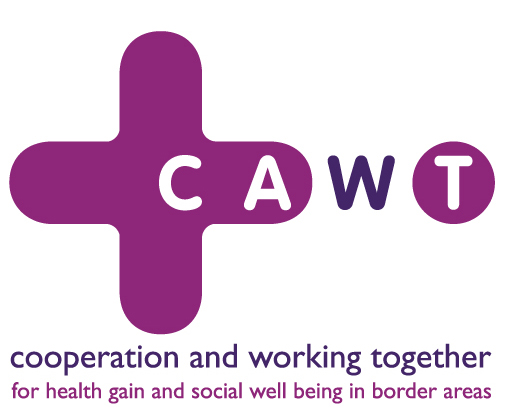 CAWT
cooperation and working together
for health gain and social well being in border areas